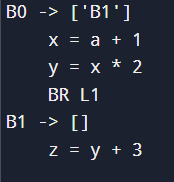 B0 -> ['B1']
    x = a + 1
    y = x * 2
    BR L1
B1 -> []
    z = y + 3